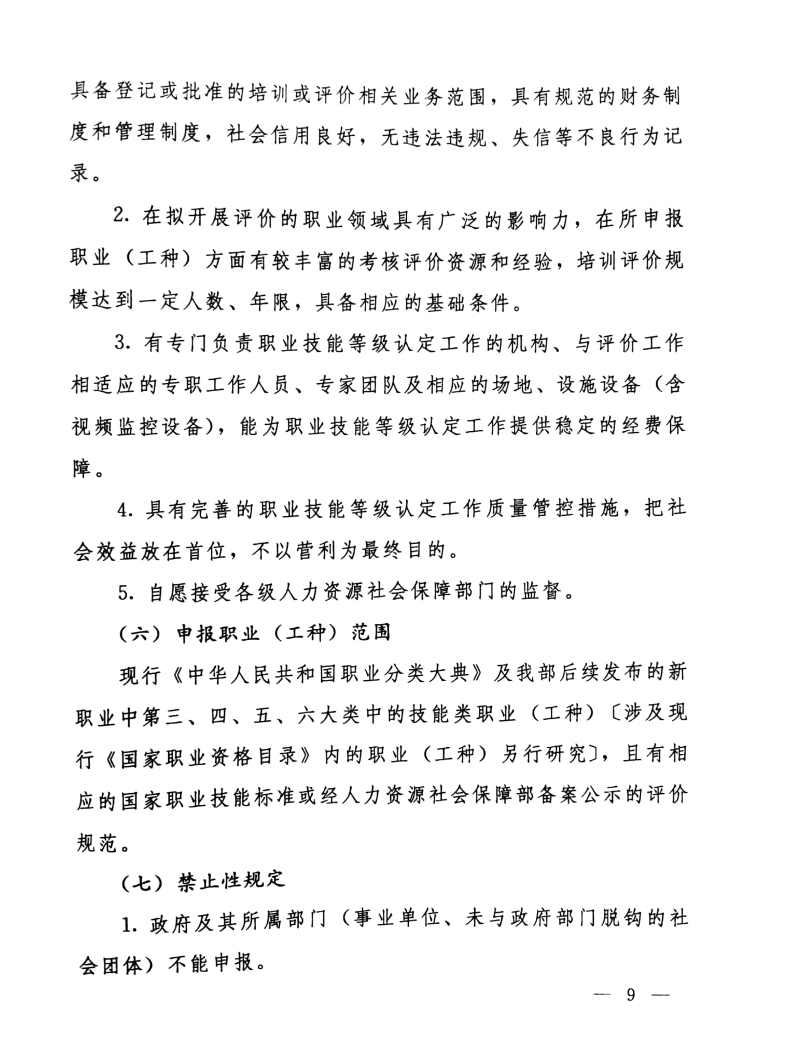 具备登记或批准的培训或评价相关业务范围，具有规范的财务制
度和管理制度，社会信用良好，无违法违规、失信等不良行为记
录。
2. 在拟开展评价的职业领域具有广泛的影响力，在所申报
职业（工种）方面有较丰富的考核评价资源和经验，培训评价规
模达到一定人数、年限，具备相应的基础条件。
3. 有专门负责职业技能等级认定工作的机构、与评价工作
相适应的专职工作人员、专家团队及相应的场地、设施设备（含
视频监控设备），能为职业技能等级认定工作提供稳定的经费保
障。
4. 具有完善的职业技能等级认定工作质量管控措施，把社
会效益放在首位，不以营利为最终目的。
5. 自愿接受各级人力资源社会保障部门的监督。
（六）申报职业（工种）范围
现行《中华人民共和国职业分类大典》及我部后续发布的新
职业中第三、四、五、六大类中的技能类职业（工种）〔涉及现
行《国家职业资格目录》内的职业（工种）另行研究〕，且有相
应的国家职业技能标准或经人力资源社会保障部备案公示的评价
规范。
（七）禁止性规定
1. 政府及其所属部门（事业单位、未与政府部门脱钩的社
会团体）不能申报。
— 9 —